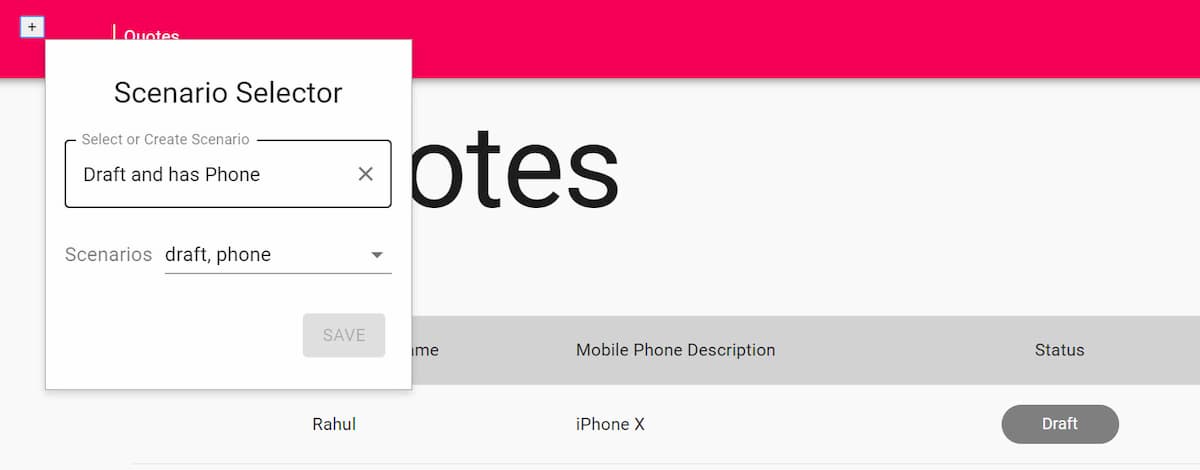 +
Quotes
Scenario Selector
Select or Create Scenario
Draft and has Phone
otes
Scenarios draft, phone
SAVE
me Mobile Phone Description Status
Rahul iPhone X Draft